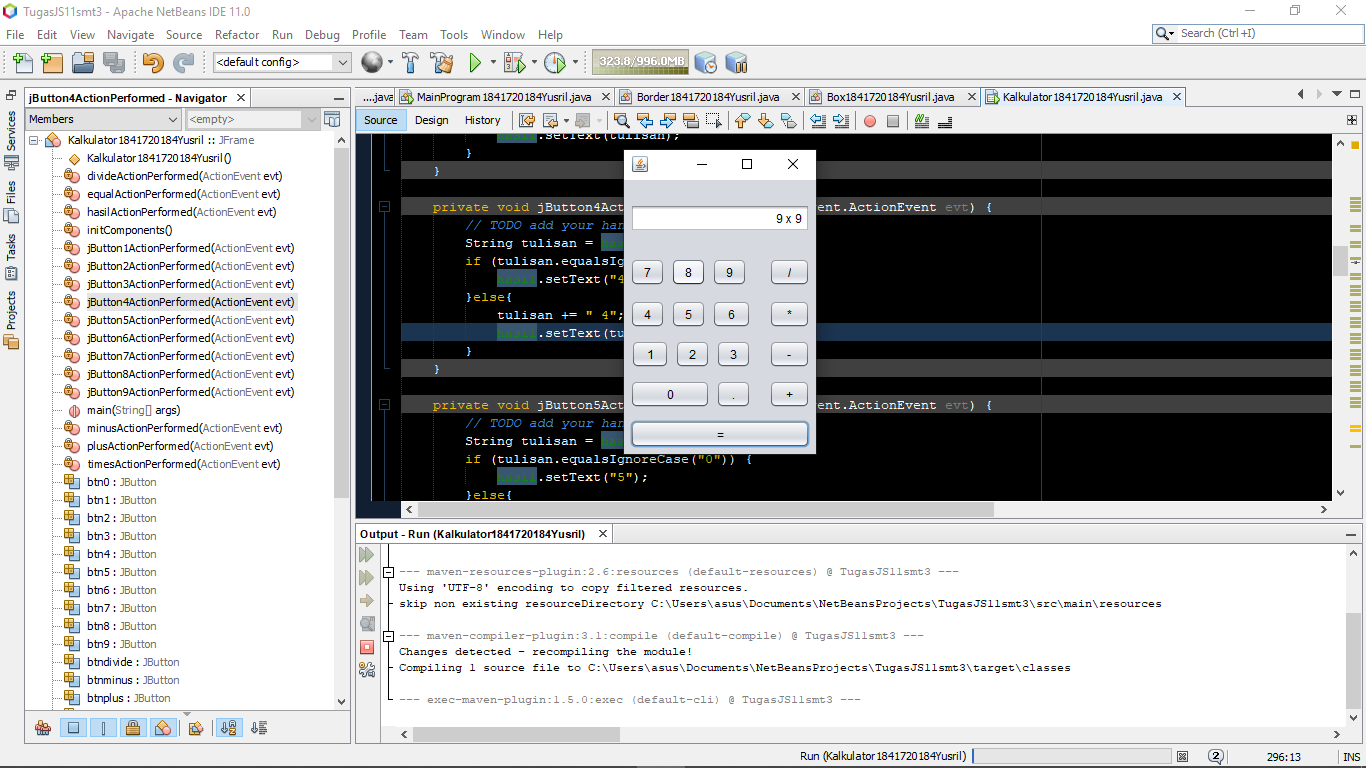 TugasJS11smt3 - Apache NetBeans IDE 11.0
File Edit View Navigate Source Refactor Run Debug Profile Team Tools Window Help
Search (Ctrl+I)
<default config>
323.8/996.0MB
jButton4ActionPerformed - Navigator
Members
<empty>
Kalkulator1841720184Yusril :: JFrame
Kalkulator1841720184Yusril()
divideActionPerformed(ActionEvent evt)
equalActionPerformed(ActionEvent evt)
hasilActionPerformed(ActionEvent evt)
initComponents()
jButton1ActionPerformed(ActionEvent evt)
jButton2ActionPerformed(ActionEvent evt)
jButton3ActionPerformed(ActionEvent evt)
jButton4ActionPerformed(ActionEvent evt)
jButton5ActionPerformed(ActionEvent evt)
jButton6ActionPerformed(ActionEvent evt)
jButton7ActionPerformed(ActionEvent evt)
jButton8ActionPerformed(ActionEvent evt)
jButton9ActionPerformed(ActionEvent evt)
main(String[] args)
minusActionPerformed(ActionEvent evt)
plusActionPerformed(ActionEvent evt)
timesActionPerformed(ActionEvent evt)
btn0 : JButton
btn1 : JButton
btn2 : JButton
btn3 : JButton
btn4 : JButton
btn5 : JButton
btn6 : JButton
btn7 : JButton
btn8 : JButton
btn9 : JButton
btndivide : JButton
btnminus : JButton
btnplus : JButton
Services
Files
Tasks
Projects
....java MainProgram1841720184Yusril.java Border1841720184Yusril.java Box1841720184Yusril.java Kalkulator1841720184Yusril.java
Source Design History
.setText(tulisan);
}
}
private void jButton4Act
ent.ActionEvent evt) {
// TODO add your han
String tulisan =
if (tulisan.equalsIg
.setText("4
}else{
tulisan += " 4";
.setText(tu
}
}
private void jButton5Act
ent.ActionEvent evt) {
// TODO add your han
String tulisan =
if (tulisan.equalsIgnoreCase("0")) {
.setText("5");
}else{
9 x 9
7 8 9 /
4 5 6 *
1 2 3 -
0 . +
=
Output - Run (Kalkulator1841720184Yusril)
--- maven-resources-plugin:2.6:resources (default-resources) @ TugasJS11smt3 ---
Using 'UTF-8' encoding to copy filtered resources.
skip non existing resourceDirectory C:\Users\asus\Documents\NetBeansProjects\TugasJS11smt3\src\main\resources
--- maven-compiler-plugin:3.1:compile (default-compile) @ TugasJS11smt3 ---
Changes detected - recompiling the module!
Compiling 1 source file to C:\Users\asus\Documents\NetBeansProjects\TugasJS11smt3\target\classes
--- exec-maven-plugin:1.5.0:exec (default-cli) @ TugasJS11smt3 ---
Run (Kalkulator1841720184Yusril)
2
296:13
INS